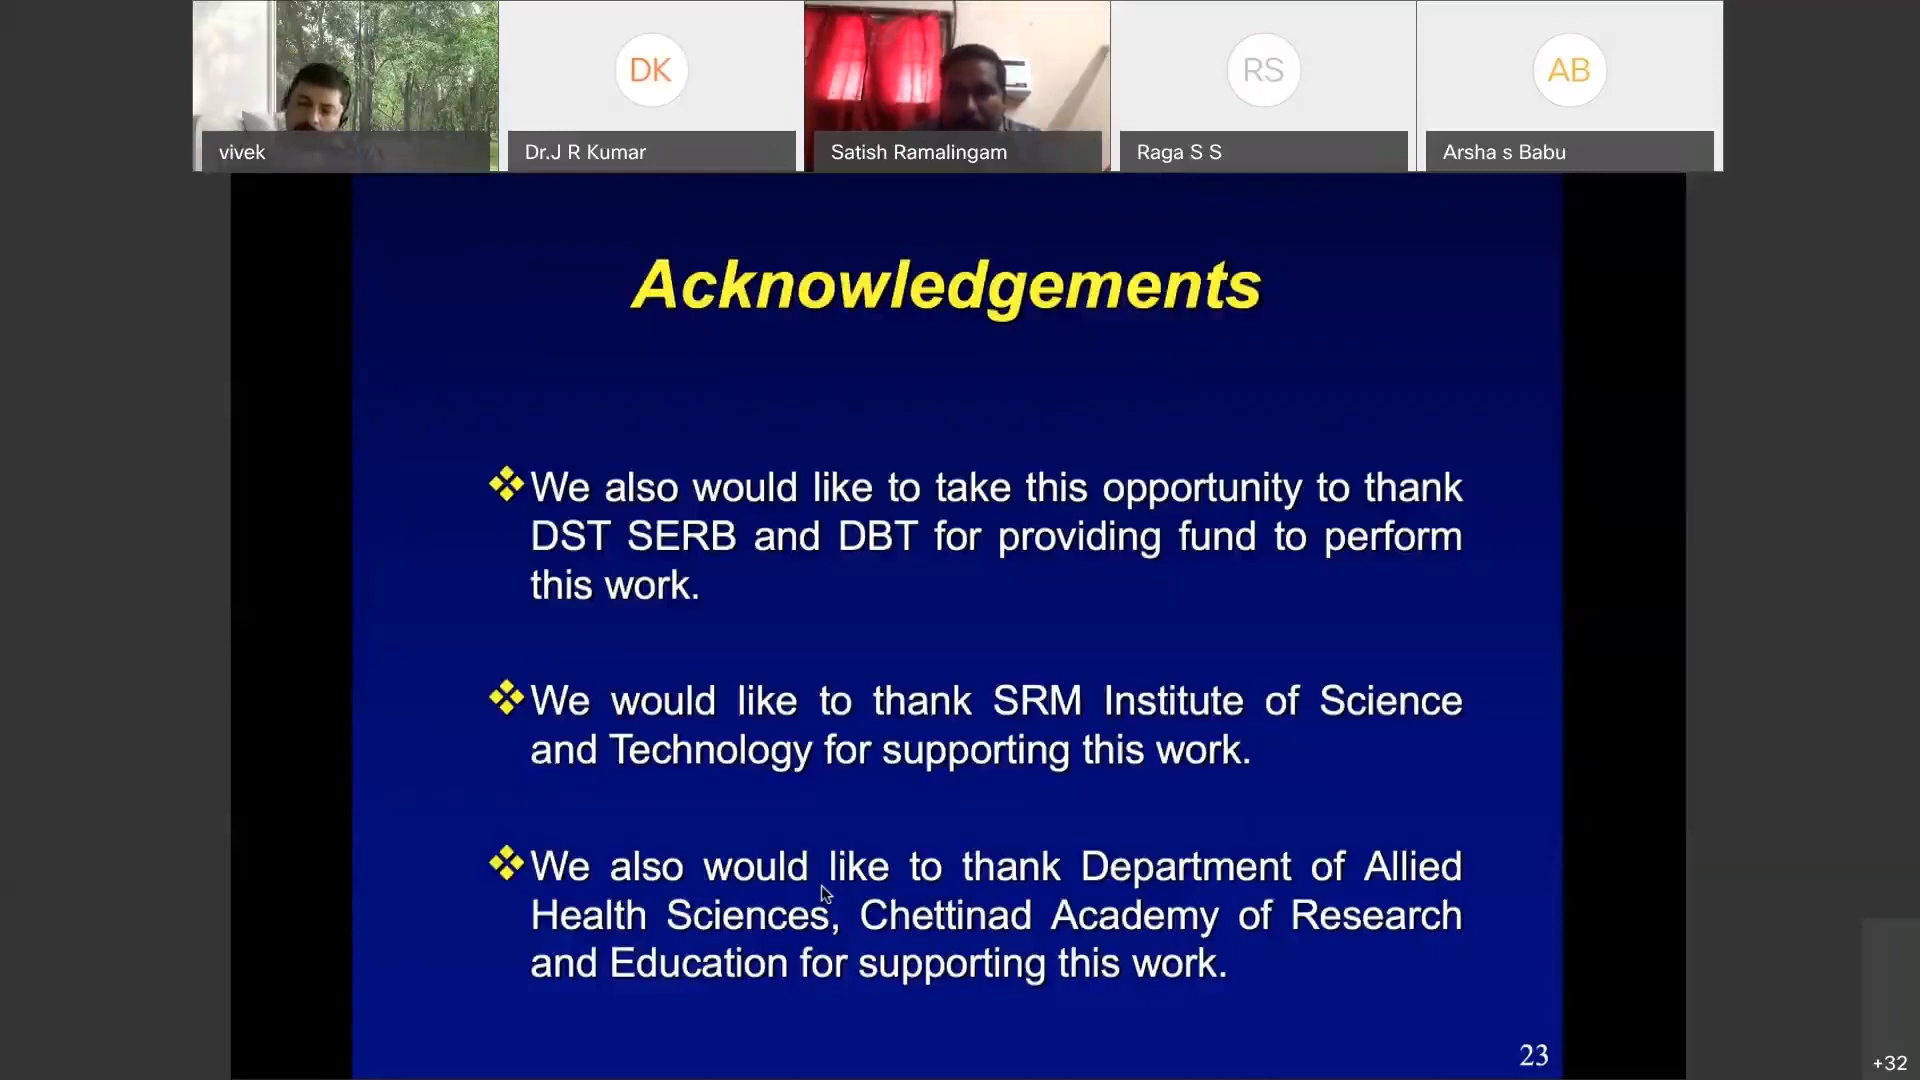 vivek
DK
Dr.J R Kumar
Satish Ramalingam
RS
Raga S S
AB
Arsha s Babu
Acknowledgements
We also would like to take this opportunity to thank
DST SERB and DBT for providing fund to perform
this work.
We would like to thank SRM Institute of Science
and Technology for supporting this work.
We also would like to thank Department of Allied
Health Sciences, Chettinad Academy of Research
and Education for supporting this work.
23
+32